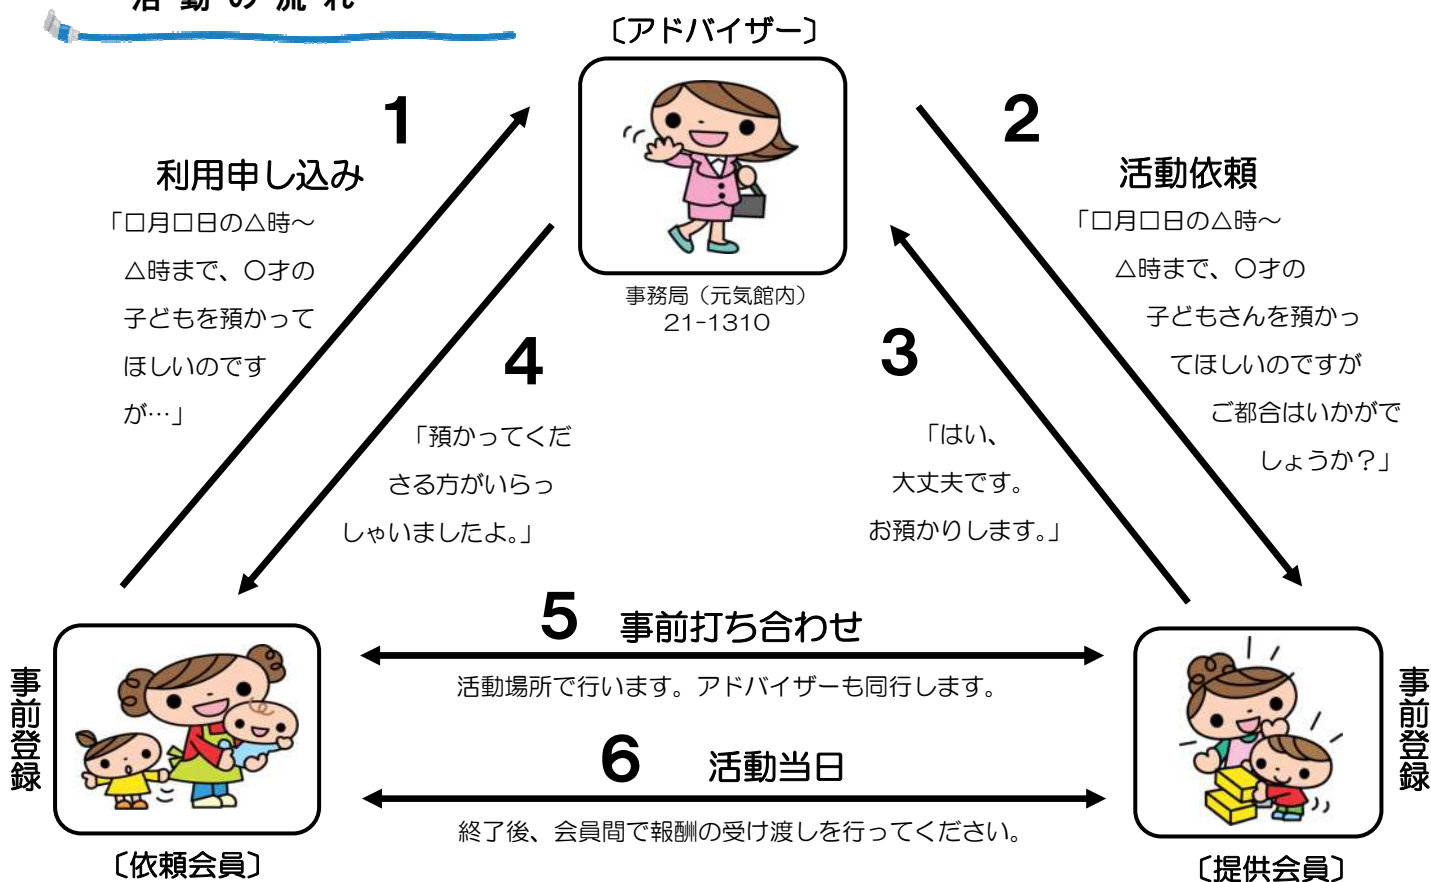 活動の流れ
〔アドバイザー〕
事務局（元気館内）
21-1310
1
利用申し込み
「□月□日の△時～
△時まで、〇才の
子どもを預かって
ほしいのです
が…」
2
活動依頼
「□月□日の△時～
△時まで、〇才の
子どもさんを預かっ
てほしいのですが
ご都合はいかがで
しょうか？」
3
「はい、
大丈夫です。
お預かりします。」
4
「預かってくだ
さる方がいらっ
しゃいましたよ。」
5 事前打ち合わせ
活動場所で行います。アドバイザーも同行します。
6 活動当日
終了後、会員間で報酬の受け渡しを行ってください。
事前登録
〔依頼会員〕
事前登録
〔提供会員〕